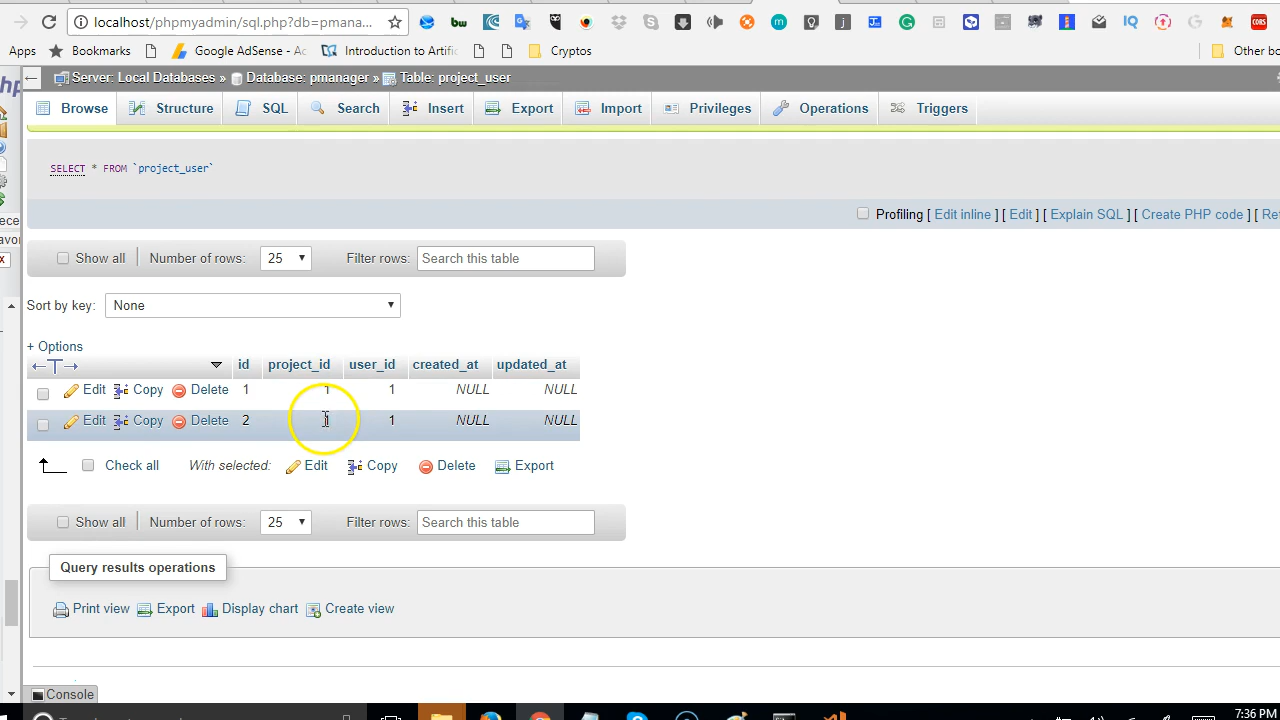 localhost/phpmyadmin/sql.php?db=pmana...
Apps Bookmarks Google AdSense - Ac Introduction to Artific Cryptos Other bo
Server: Local Databases » Database: pmanager » Table: project_user
Browse Structure SQL Search Insert Export Import Privileges Operations Triggers
SELECT * FROM `project_user`
Profiling [ Edit inline ] [ Edit ] [ Explain SQL ] [ Create PHP code ] [ Ref
Show all Number of rows: 25 Filter rows: Search this table
Sort by key: None
+ Options
id project_id user_id created_at updated_at
Edit Copy Delete 1 1 1 NULL NULL
Edit Copy Delete 2 1 1 NULL NULL
Check all With selected: Edit Copy Delete Export
Show all Number of rows: 25 Filter rows: Search this table
Query results operations
Print view Export Display chart Create view
Console
7:36 PM